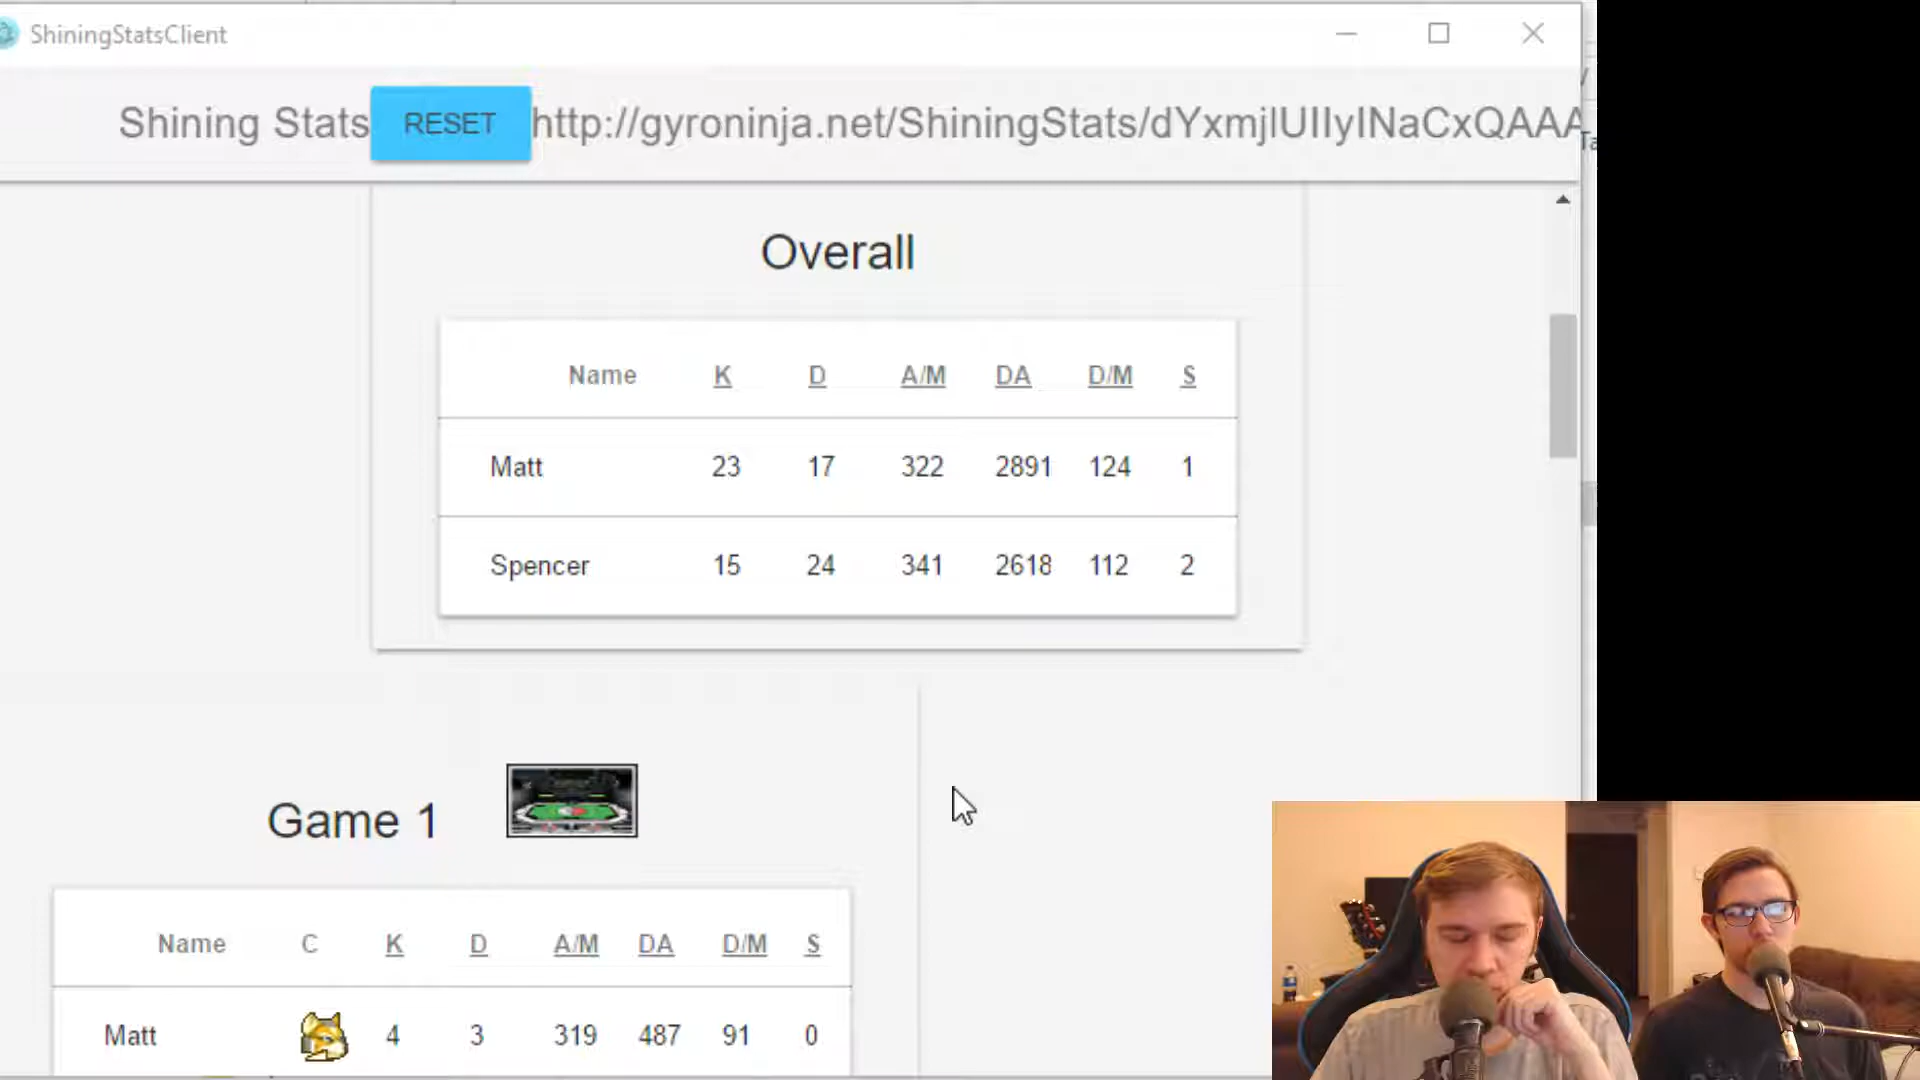 ShiningStatsClient
Shining Stats RESET http://gyroninja.net/ShiningStats/
Overall
Name K D A/M DA D/M S
Matt 23 17 322 2891 124 1
Spencer 15 24 341 2618 112 2
Game 1
Name C K D A/M DA D/M S
Matt 4 3 319 487 91 0